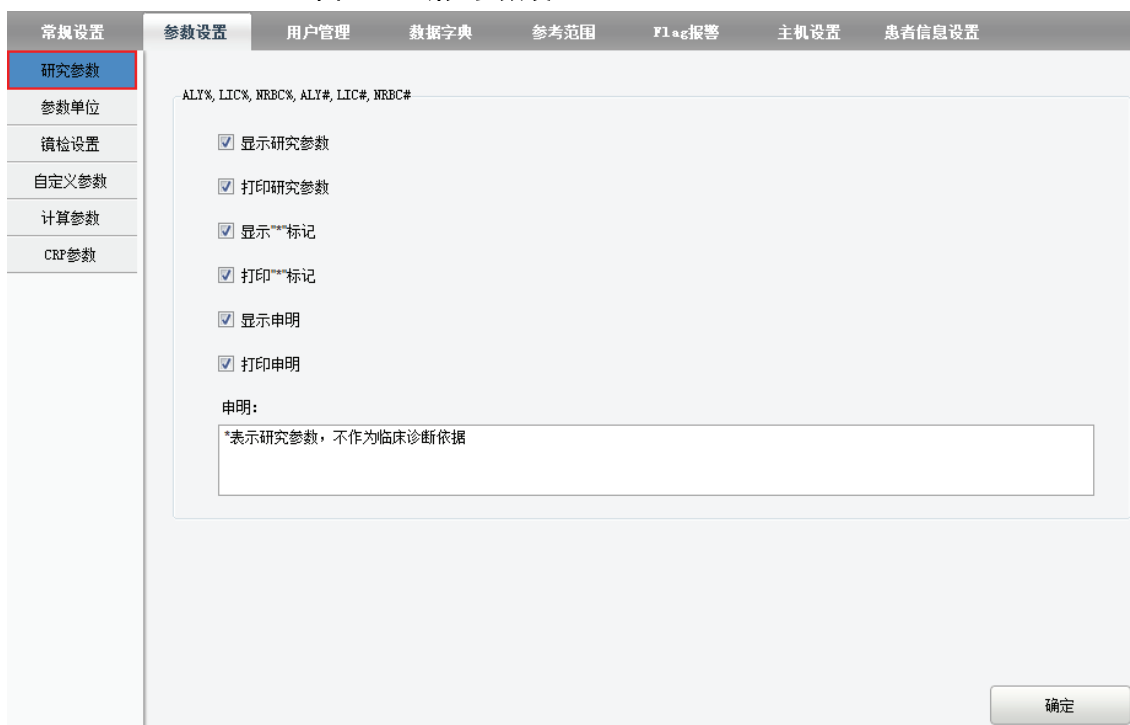 常规设置 参数设置 用户管理 数据字典 参考范围 Flag报警 主机设置 患者信息设置
研究参数
参数单位
镜检设置
自定义参数
计算参数
CRP参数
ALY%, LIC%, NRBC%, ALY#, LIC#, NRBC#
显示研究参数
打印研究参数
显示"*"标记
打印"*"标记
显示申明
打印申明
申明:
*表示研究参数，不作为临床诊断依据
确定